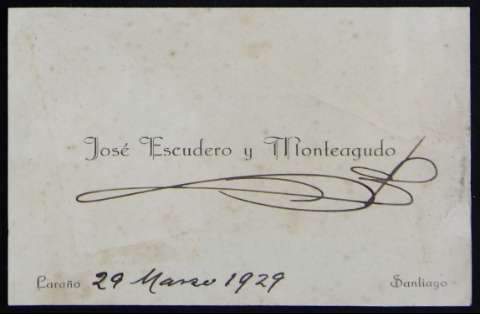 José Escudero y Monteagudo
Laraño 29 Marzo 1929 Santiago